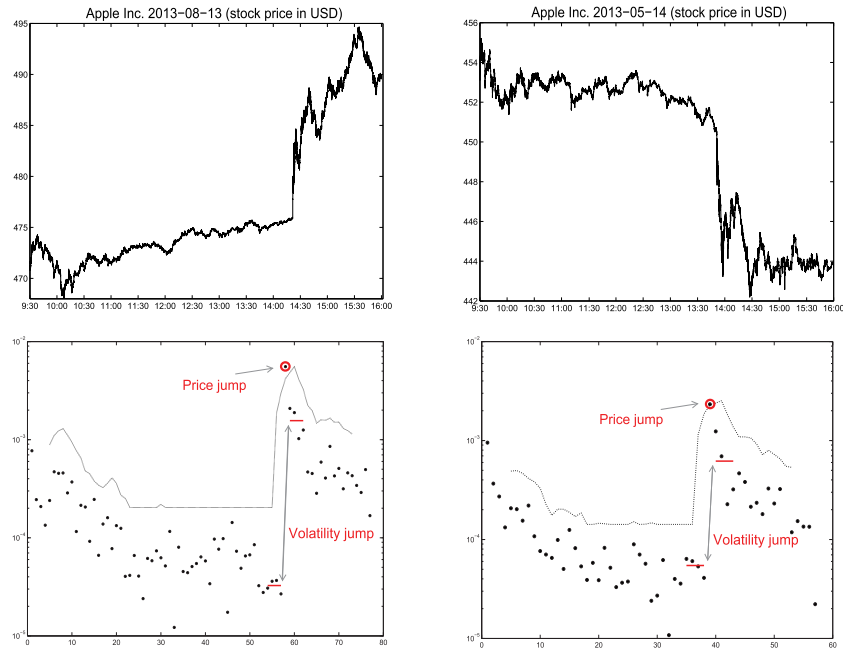 Apple Inc. 2013−08−13 (stock price in USD)
495
490
485
480
475
470
9:30 10:00 10:30 11:00 11:30 12:00 12:30 13:00 13:30 14:00 14:30 15:00 15:30 16:00
Apple Inc. 2013−05−14 (stock price in USD)
456
454
452
450
448
446
444
442
9:30 10:00 10:30 11:00 11:30 12:00 12:30 13:00 13:30 14:00 14:30 15:00 15:30 16:00
10⁻²
10⁻³
10⁻⁴
10⁻⁵
Price jump
Volatility jump
0 10 20 30 40 50 60 70 80
10⁻²
10⁻³
10⁻⁴
10⁻⁵
Price jump
Volatility jump
0 10 20 30 40 50 60